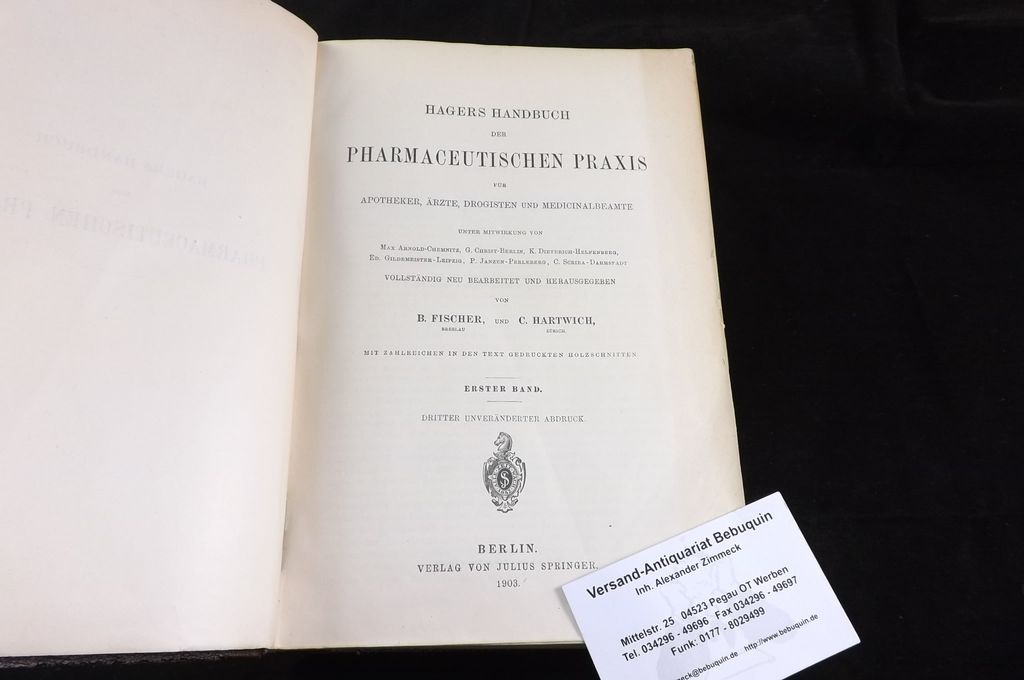 HAGERS HANDBUCH
DER
PHARMACEUTISCHEN PRAXIS
FÜR
APOTHEKER, ÄRZTE, DROGISTEN UND MEDICINALBEAMTE
UNTER MITWIRKUNG VON
MAX ARNOLD-CHEMNITZ, G. CHRIST-BERLIN, K. DIETERICH-HELFENBERG,
ED. GILDEMEISTER-LEIPZIG, P. JANZEN-PERLEBERG, C. SCRIBA-DARMSTADT
VOLLSTÄNDIG NEU BEARBEITET UND HERAUSGEGEBEN
VON
B. FISCHER, UND C. HARTWICH,
BRESLAU ZÜRICH.
MIT ZAHLREICHEN IN DEN TEXT GEDRUCKTEN HOLZSCHNITTEN
ERSTER BAND.
DRITTER UNVERÄNDERTER ABDRUCK.
BERLIN.
VERLAG VON JULIUS SPRINGER.
1903.
Versand-Antiquariat Bebuquin
Inh. Alexander Zimmeck
Mittelstr. 25 04523 Pegau OT Werben
Tel. 034296 - 49696 Fax 034296 - 49697
Funk: 0177 - 8029499
eck@bebuquin.de http://www.bebuquin.de